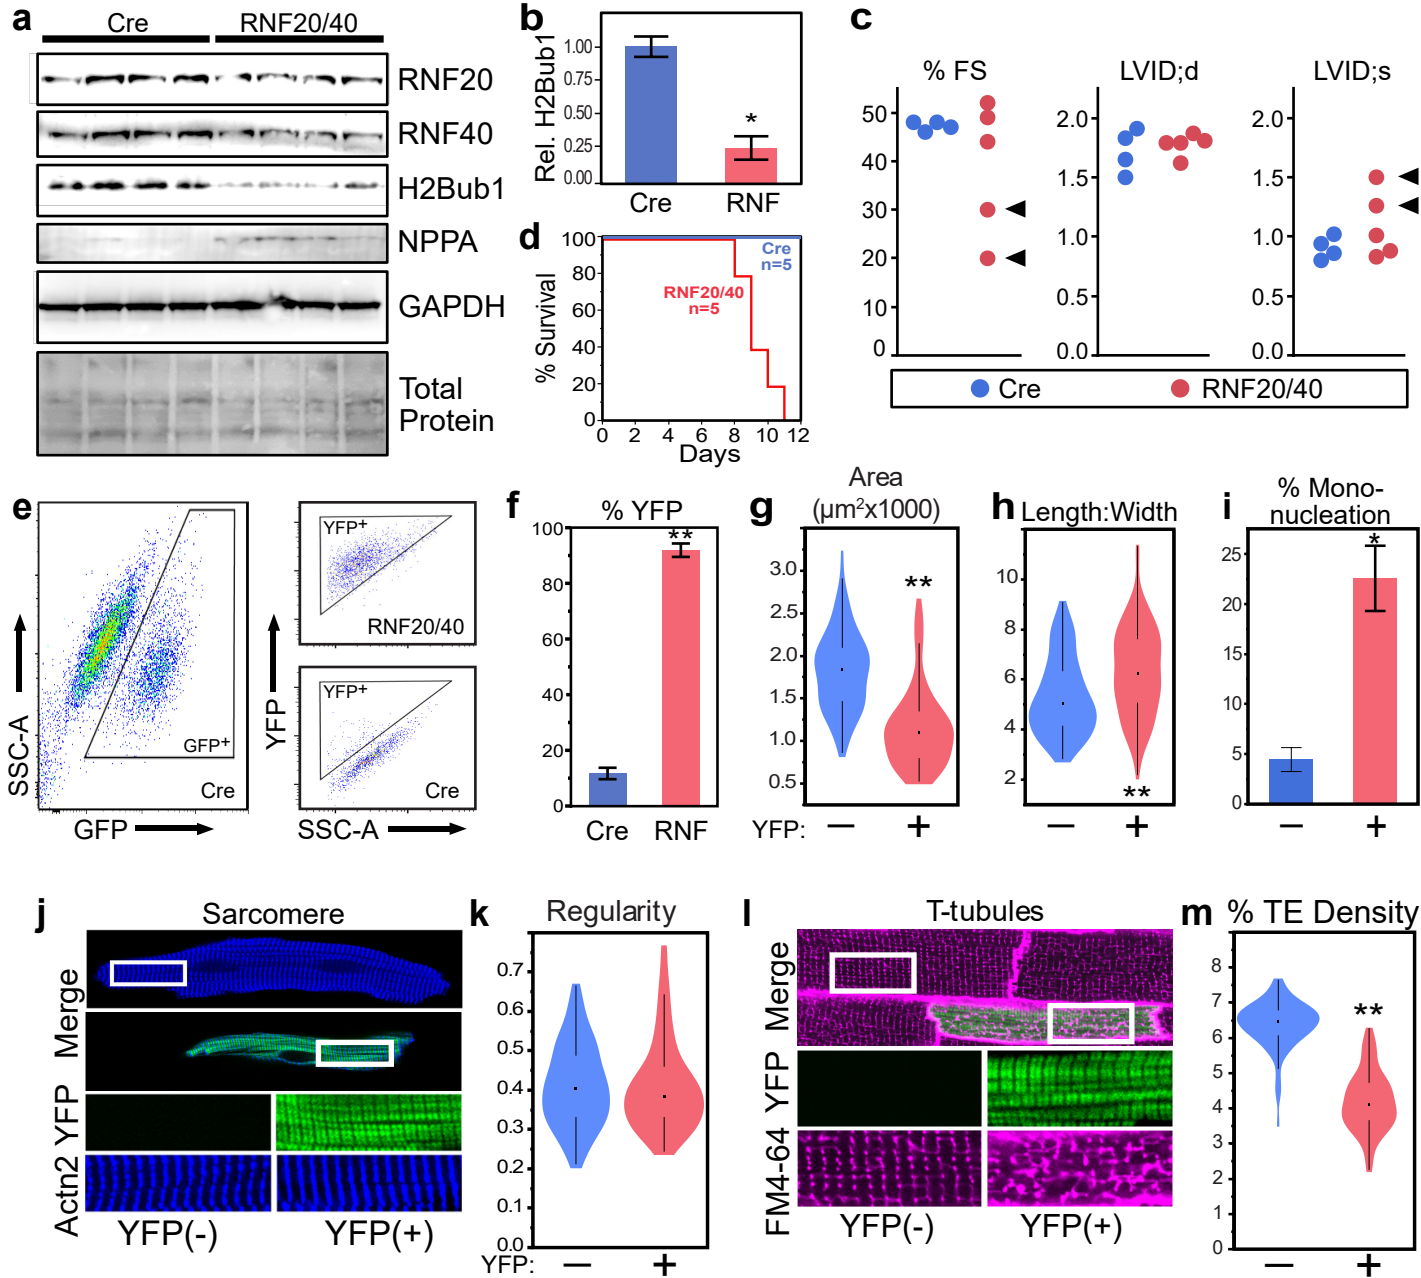 a
Cre
RNF20/40
RNF20
RNF40
H2Bub1
NPPA
GAPDH
Total
Protein
b
Rel. H2Bub1
1.00
0.75
0.50
0.25
0.00
*
Cre
RNF
c
% FS
50
40
30
20
10
0
LVID;d
2.0
1.5
1.0
0.5
0.0
LVID;s
2.0
1.5
1.0
0.5
0.0
Cre
RNF20/40
d
% Survival
100
80
60
40
20
0
Cre
n=5
RNF20/40
n=5
0 2 4 6 8 10 12
Days
e
SSC-A
GFP+
Cre
GFP
YFP
YFP+
RNF20/40
YFP+
Cre
SSC-A
f
% YFP
100
80
60
40
20
0
**
Cre
RNF
g
Area
(µm²x1000)
3.0
2.5
2.0
1.5
1.0
0.5
**
YFP: — +
h
Length:Width
10
8
6
4
2
**
— +
i
% Mono-
nucleation
25
20
15
10
5
0
*
— +
j
Sarcomere
Merge
YFP
Actn2
YFP(-)
YFP(+)
k
Regularity
0.7
0.6
0.5
0.4
0.3
0.2
0.1
0.0
YFP: — +
l
T-tubules
Merge
YFP
FM4-64
YFP(-)
YFP(+)
m
% TE Density
8
7
6
5
4
3
2
1
0
**
— +